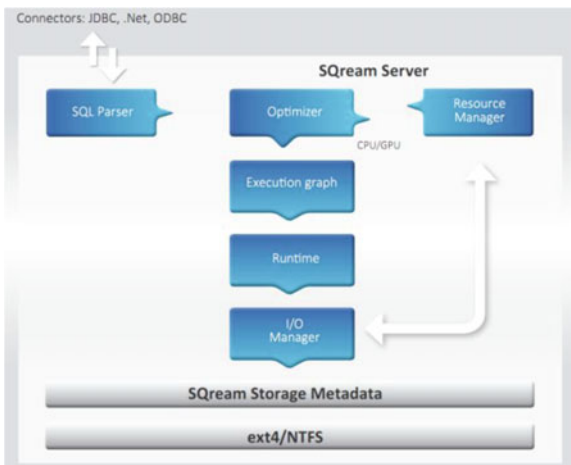 Connectors: JDBC, .Net, ODBC
SQream Server
SQL Parser
Optimizer
Resource
Manager
CPU/GPU
Execution graph
Runtime
I/O
Manager
SQream Storage Metadata
ext4/NTFS